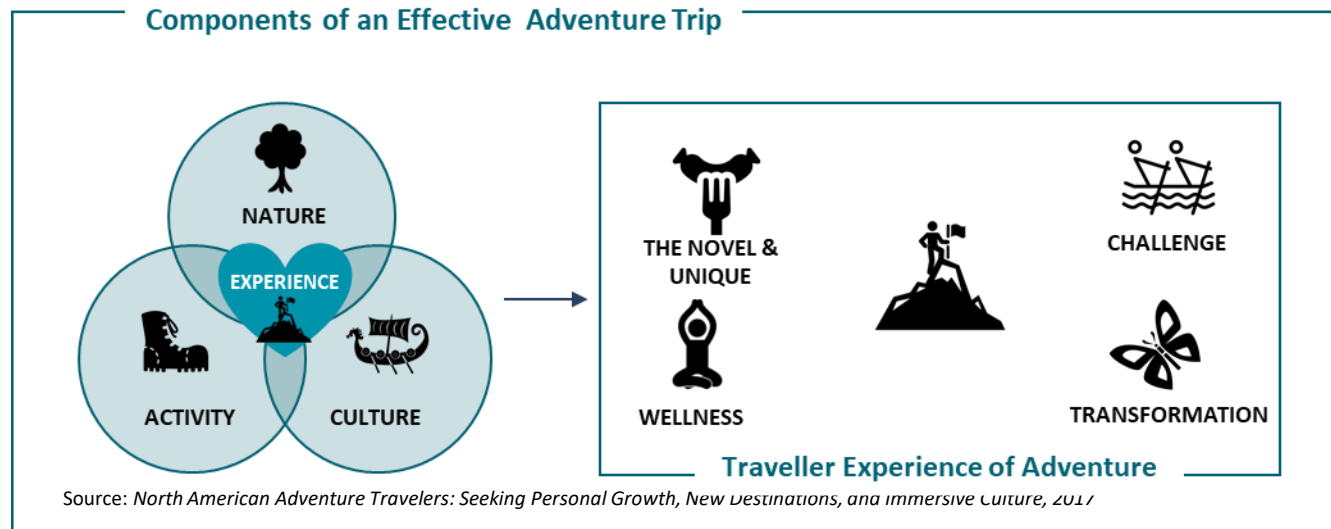 Components of an Effective Adventure Trip
NATURE
EXPERIENCE
ACTIVITY
CULTURE
THE NOVEL &
UNIQUE
CHALLENGE
WELLNESS
TRANSFORMATION
Traveller Experience of Adventure
Source: North American Adventure Travelers: Seeking Personal Growth, New Destinations, and Immersive Culture, 2017